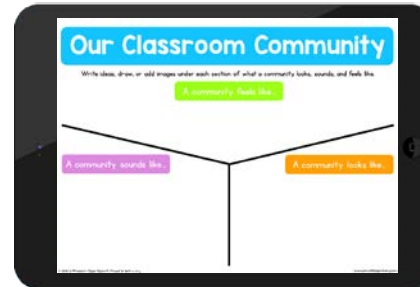 Our Classroom Community
Write ideas, draw, or add images under each section of what a community looks, sounds, and feels like.
A community feels like...
A community sounds like...
A community looks like...